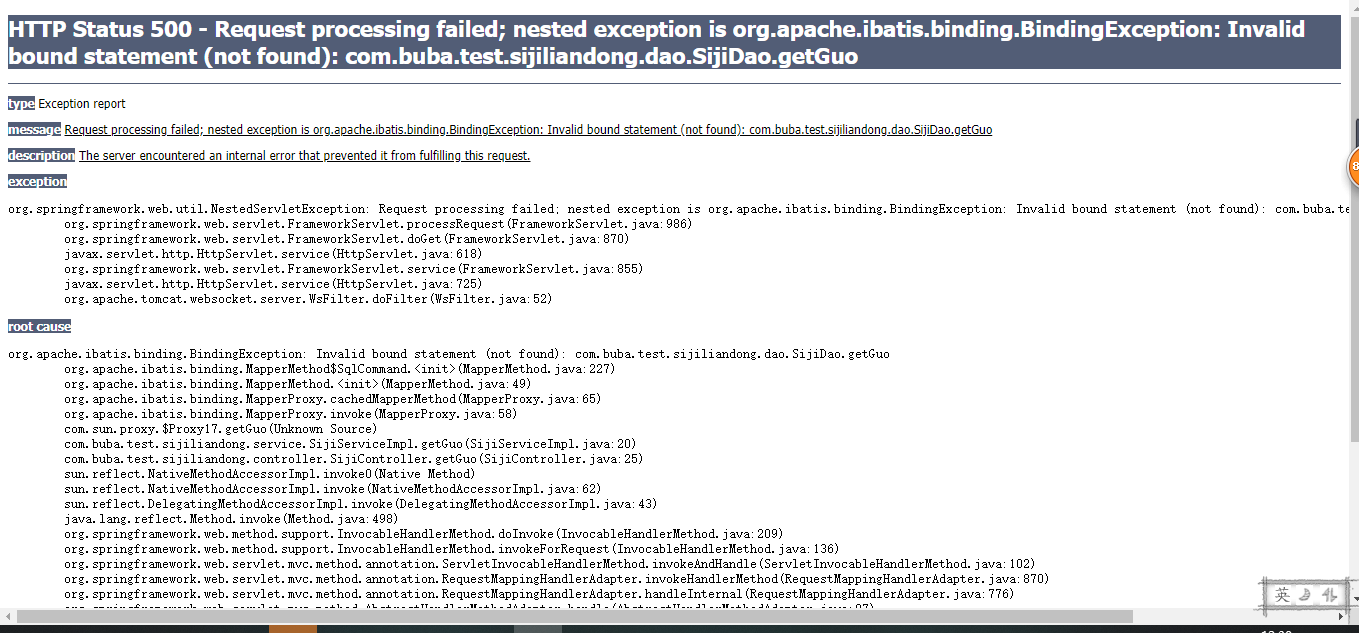 HTTP Status 500 - Request processing failed; nested exception is org.apache.ibatis.binding.BindingException: Invalid
bound statement (not found): com.buba.test.sijiliandong.dao.SijiDao.getGuo
type Exception report
message Request processing failed; nested exception is org.apache.ibatis.binding.BindingException: Invalid bound statement (not found): com.buba.test.sijiliandong.dao.SijiDao.getGuo
description The server encountered an internal error that prevented it from fulfilling this request.
exception
org.springframework.web.util.NestedServletException: Request processing failed; nested exception is org.apache.ibatis.binding.BindingException: Invalid bound statement (not found): com.buba.te
org.springframework.web.servlet.FrameworkServlet.processRequest(FrameworkServlet.java:986)
org.springframework.web.servlet.FrameworkServlet.doGet(FrameworkServlet.java:870)
javax.servlet.http.HttpServlet.service(HttpServlet.java:618)
org.springframework.web.servlet.FrameworkServlet.service(FrameworkServlet.java:855)
javax.servlet.http.HttpServlet.service(HttpServlet.java:725)
org.apache.tomcat.websocket.server.WsFilter.doFilter(WsFilter.java:52)
root cause
org.apache.ibatis.binding.BindingException: Invalid bound statement (not found): com.buba.test.sijiliandong.dao.SijiDao.getGuo
org.apache.ibatis.binding.MapperMethod$SqlCommand.<init>(MapperMethod.java:227)
org.apache.ibatis.binding.MapperMethod.<init>(MapperMethod.java:49)
org.apache.ibatis.binding.MapperProxy.cachedMapperMethod(MapperProxy.java:65)
org.apache.ibatis.binding.MapperProxy.invoke(MapperProxy.java:58)
com.sun.proxy.$Proxy17.getGuo(Unknown Source)
com.buba.test.sijiliandong.service.SijiServiceImpl.getGuo(SijiServiceImpl.java:20)
com.buba.test.sijiliandong.controller.SijiController.getGuo(SijiController.java:25)
sun.reflect.NativeMethodAccessorImpl.invoke0(Native Method)
sun.reflect.NativeMethodAccessorImpl.invoke(NativeMethodAccessorImpl.java:62)
sun.reflect.DelegatingMethodAccessorImpl.invoke(DelegatingMethodAccessorImpl.java:43)
java.lang.reflect.Method.invoke(Method.java:498)
org.springframework.web.method.support.InvocableHandlerMethod.doInvoke(InvocableHandlerMethod.java:209)
org.springframework.web.method.support.InvocableHandlerMethod.invokeForRequest(InvocableHandlerMethod.java:136)
org.springframework.web.servlet.mvc.method.annotation.ServletInvocableHandlerMethod.invokeAndHandle(ServletInvocableHandlerMethod.java:102)
org.springframework.web.servlet.mvc.method.annotation.RequestMappingHandlerAdapter.invokeHandlerMethod(RequestMappingHandlerAdapter.java:870)
org.springframework.web.servlet.mvc.method.annotation.RequestMappingHandlerAdapter.handleInternal(RequestMappingHandlerAdapter.java:776)
英